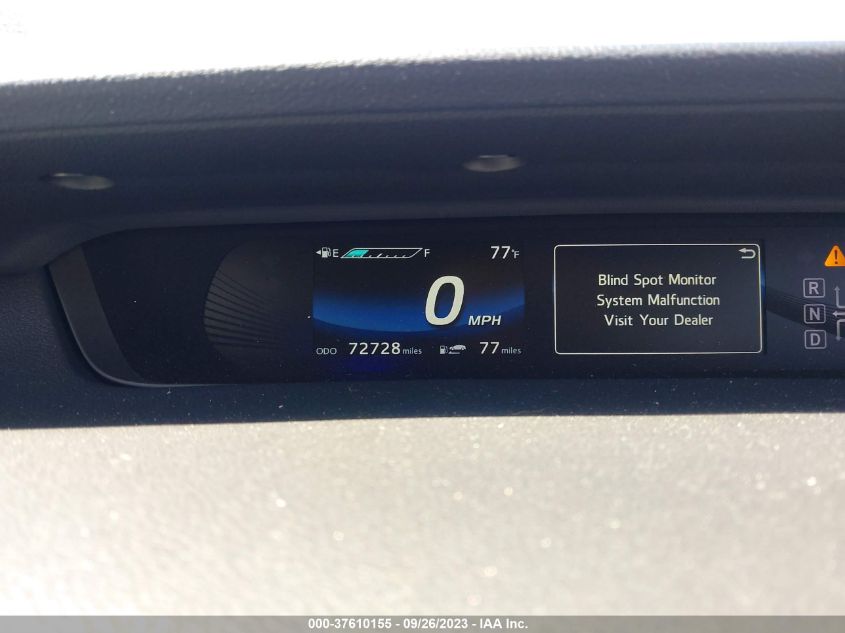 E F 77°F
0 MPH
ODO 72728 miles 77 miles
Blind Spot Monitor
System Malfunction
Visit Your Dealer
R
N
D
000-37610155 - 09/26/2023 - IAA Inc.